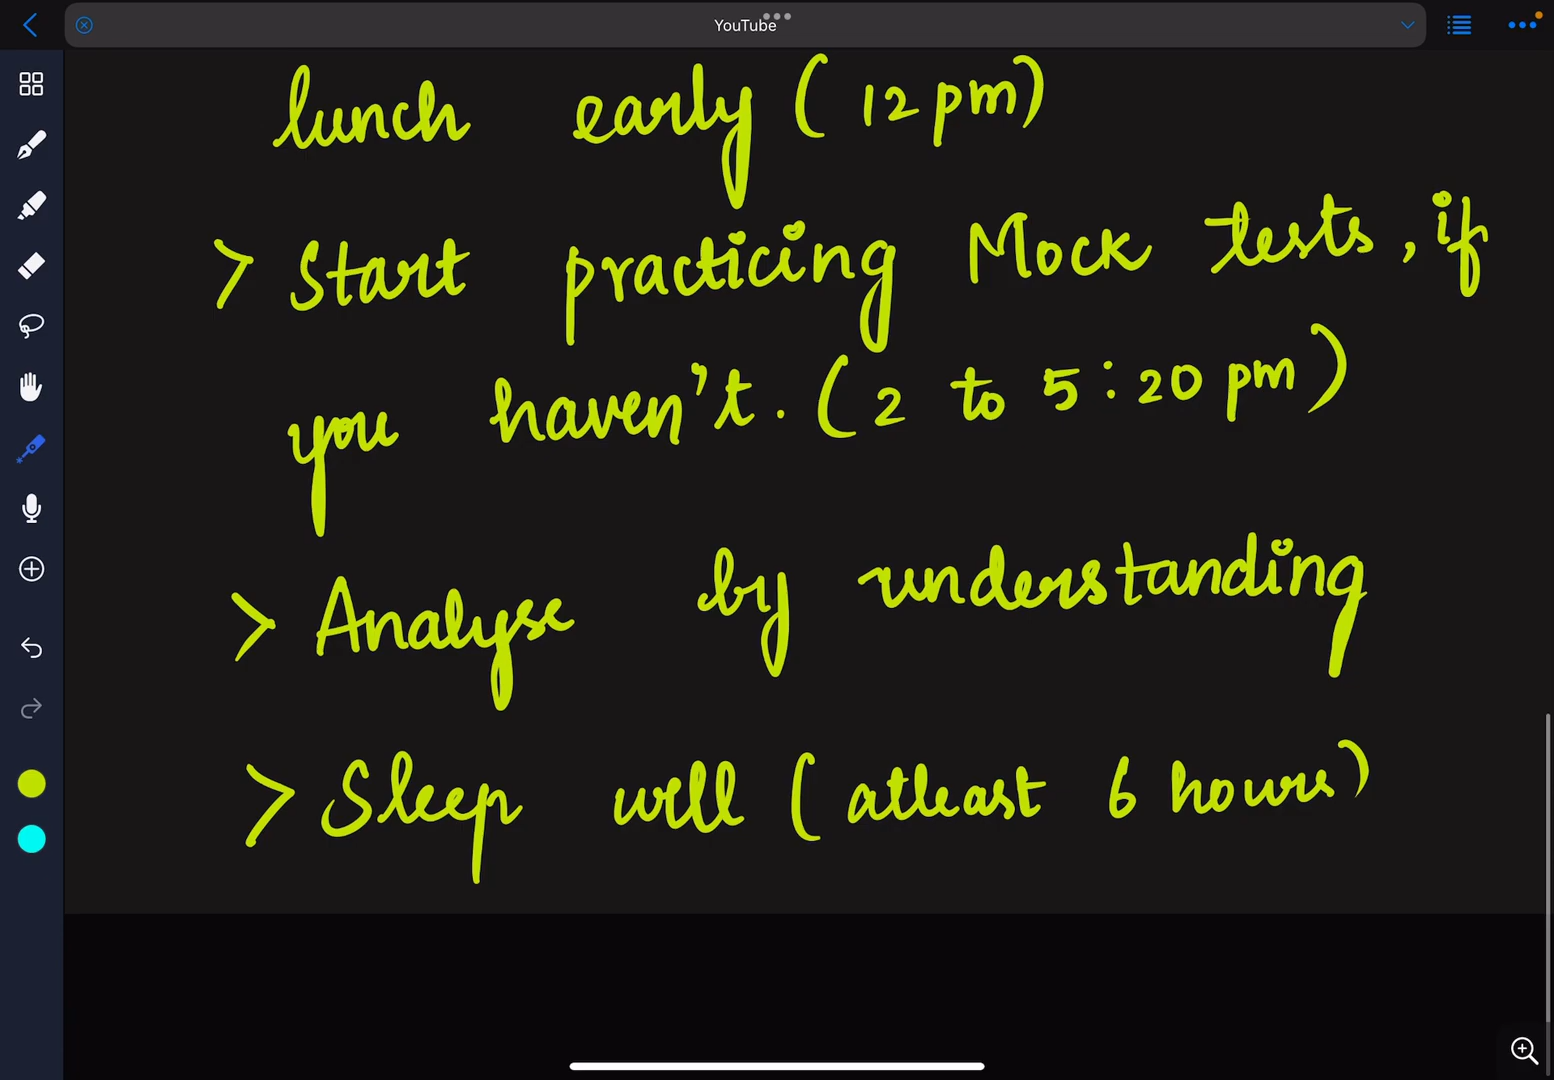 YouTube
lunch early (12 pm)
> Start practicing Mock tests, if
you haven't. (2 to 5:20 pm)
> Analyse by understanding
> Sleep well (atleast 6 hours)